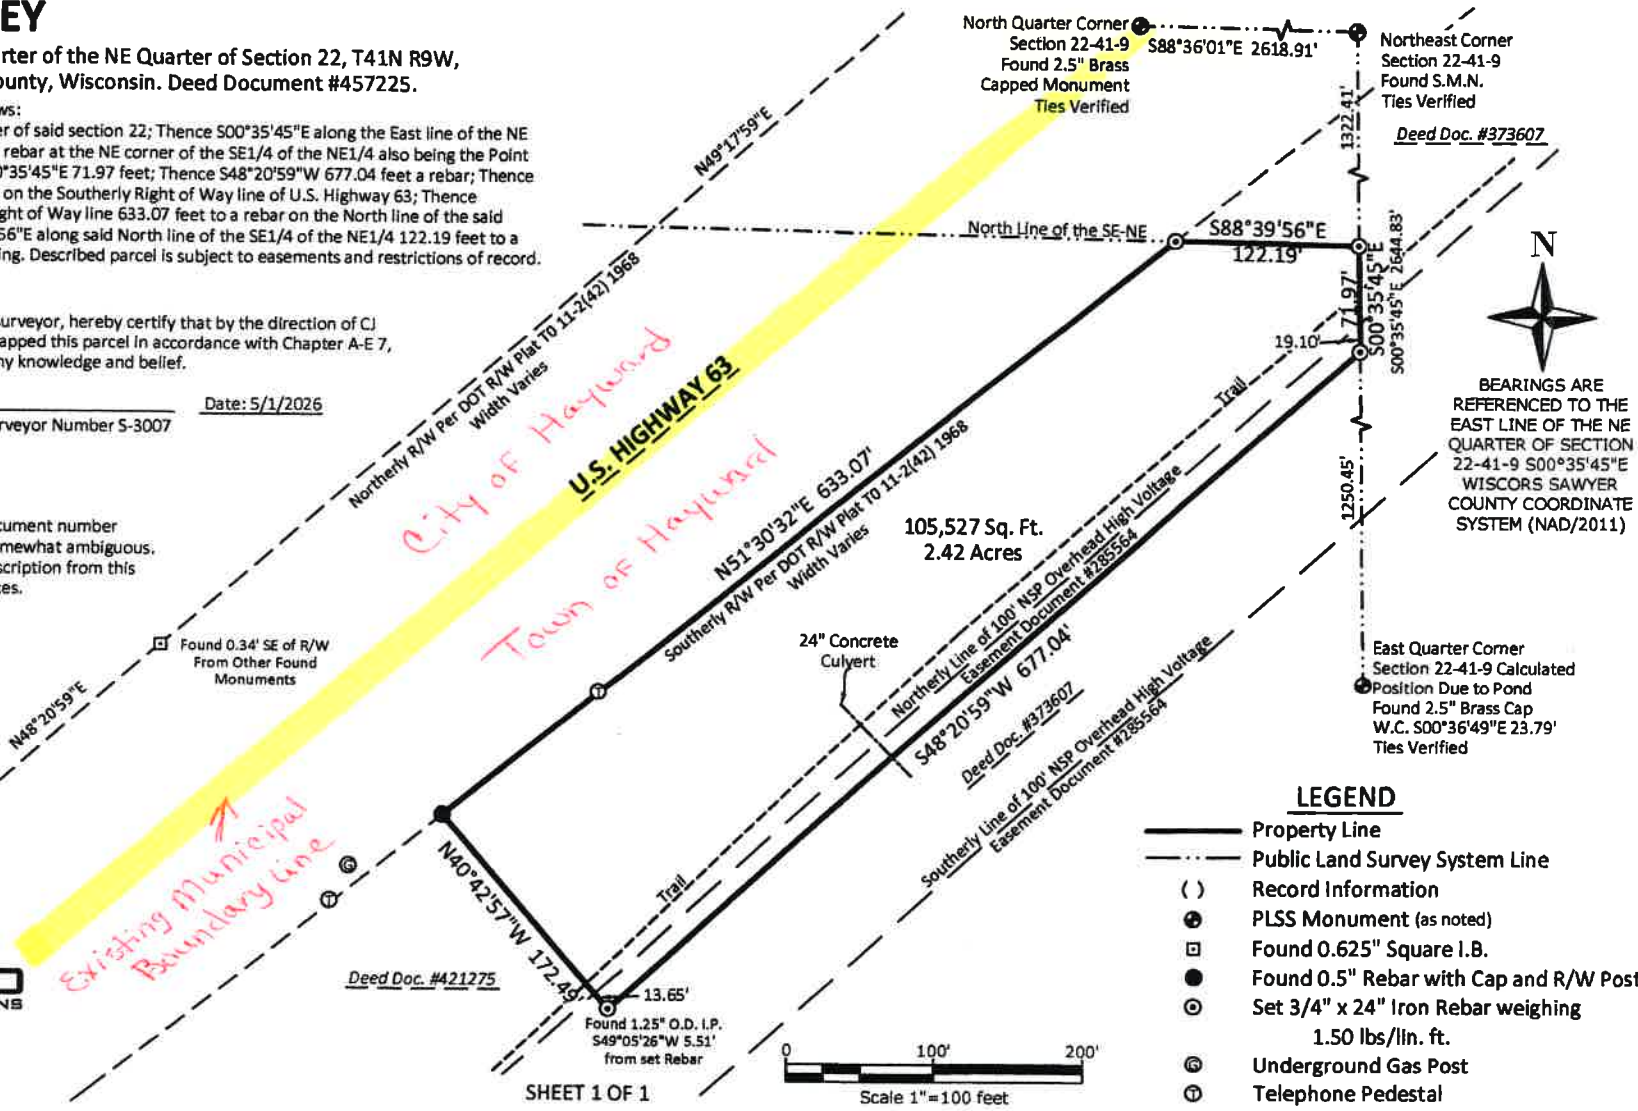 EY
rter of the NE Quarter of Section 22, T41N R9W,
ounty, Wisconsin. Deed Document #457225.
ws:
er of said section 22; Thence S00°35'45"E along the East line of the NE
rebar at the NE corner of the SE1/4 of the NE1/4 also being the Point
0°35'45"E 71.97 feet; Thence S48°20'59"W 677.04 feet a rebar; Thence
on the Southerly Right of Way line of U.S. Highway 63; Thence
ght of Way line 633.07 feet to a rebar on the North line of the said
56"E along said North line of the SE1/4 of the NE1/4 122.19 feet to a
ing. Described parcel is subject to easements and restrictions of record.
urveyor, hereby certify that by the direction of CJ
apped this parcel in accordance with Chapter A-E 7,
ny knowledge and belief.
Date: 5/1/2026
rveyor Number S-3007
cument number
mewhat ambiguous.
scription from this
ces.
North Quarter Corner
Section 22-41-9
Found 2.5" Brass
Capped Monument
Ties Verified
S88°36'01"E 2618.91'
Northeast Corner
Section 22-41-9
Found S.M.N.
Ties Verified
1322.41'
Deed Doc. #373607
N49°17'59"E
North Line of the SE-NE
S88°39'56"E
122.19'
71.97'
S00°35'45"E
S00°35'45"E 2644.83'
19.10'
N
BEARINGS ARE
REFERENCED TO THE
EAST LINE OF THE NE
QUARTER OF SECTION
22-41-9 S00°35'45"E
WISCORS SAWYER
COUNTY COORDINATE
SYSTEM (NAD/2011)
Northerly R/W Per DOT R/W Plat T0 11-2(42) 1968
Width Varies
City of Hayward
U.S. HIGHWAY 63
Town of Hayward
N51°30'32"E 633.07'
Southerly R/W Per DOT R/W Plat T0 11-2(42) 1968
Width Varies
105,527 Sq. Ft.
2.42 Acres
Trail
Northerly Line of 100' NSP Overhead High Voltage
Easement Document #285564
1250.45'
S48°20'59"W 677.04'
Deed Doc. #373607
Southerly Line of 100' NSP Overhead High Voltage
Easement Document #285564
24" Concrete
Culvert
East Quarter Corner
Section 22-41-9 Calculated
Position Due to Pond
Found 2.5" Brass Cap
W.C. S00°36'49"E 23.79'
Ties Verified
Found 0.34' SE of R/W
From Other Found
Monuments
N48°20'59"E
Existing Municipal
Boundary Line
G
T
T
N40°42'57"W 172.49'
Trail
Deed Doc. #421275
13.65'
Found 1.25" O.D. I.P.
S49°05'26"W 5.51'
from set Rebar
NS
SHEET 1 OF 1
0 100' 200'
Scale 1"=100 feet
LEGEND
Property Line
Public Land Survey System Line
( ) Record Information
PLSS Monument (as noted)
Found 0.625" Square I.B.
Found 0.5" Rebar with Cap and R/W Post
Set 3/4" x 24" Iron Rebar weighing
1.50 lbs/lin. ft.
G Underground Gas Post
T Telephone Pedestal